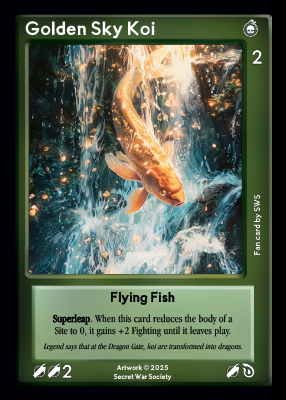 Golden Sky Koi
2
Fan card by SWS
Flying Fish
Superleap. When this card reduces the body of a
Site to 0, it gains +2 Fighting until it leaves play.
Legend says that at the Dragon Gate, koi are transformed into dragons.
2
Artwork © 2025
Secret War Society